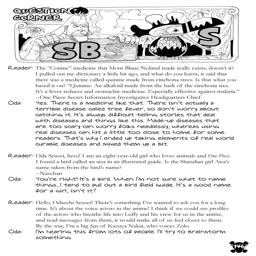 QUESTION
CORNER
Reader: The "Conine" medicine that Mont Blanc Noland made really exists, doesn't it?
I pulled out my dictionary a little bit ago, and what do you know, it said that
there was a medicine called quinine made from cinchona trees. Is that what you
based it on? "Quinine: An alkaloid made from the bark of the cinchona tree.
It's a fever reducer and antiseptic medicine. Especially effective against malaria."
--One Piece Secret Information Investigative Headquarters Chief
Oda: Yes. There is a medicine like that. There isn't actually a
terrible disease called tree fever, so don't worry about
catching it. It's always difficult telling stories that deal
with diseases and things like this. Made-up diseases that
are too scary can worry folks needlessly, whereas using
real diseases can hit a little too close to home for some
readers. That's why I ended up taking elements of real world
curable diseases and mixed them up a bit.
Reader: Oda Sensei, heso! I am an eight-year-old girl who loves animals and One Piece.
I found a bird called an aisa in an illustrated guide. Is the Shandian girl Aisa's
name taken from the bird's name?
--Naochan
Oda: You're right! It's a bird. When I'm not sure what to name
things, I tend to pull out a bird field guide. It's a good name
for a girl, isn't it?
Reader: Hello, Odacchi Sensei! There's something I've wanted to ask you for a long
time. It's about the voice actors in the anime! I think if we could see profiles
of the actors who breathe life into Luffy and his crew for us in the anime,
and read messages from them, it would make all of us feel closer to them.
By the way, I'm a big fan of Kazuya Nakai, who voices Zolo.
Oda: I'm hearing this from lots of people. I'll try to brainstorm
something.